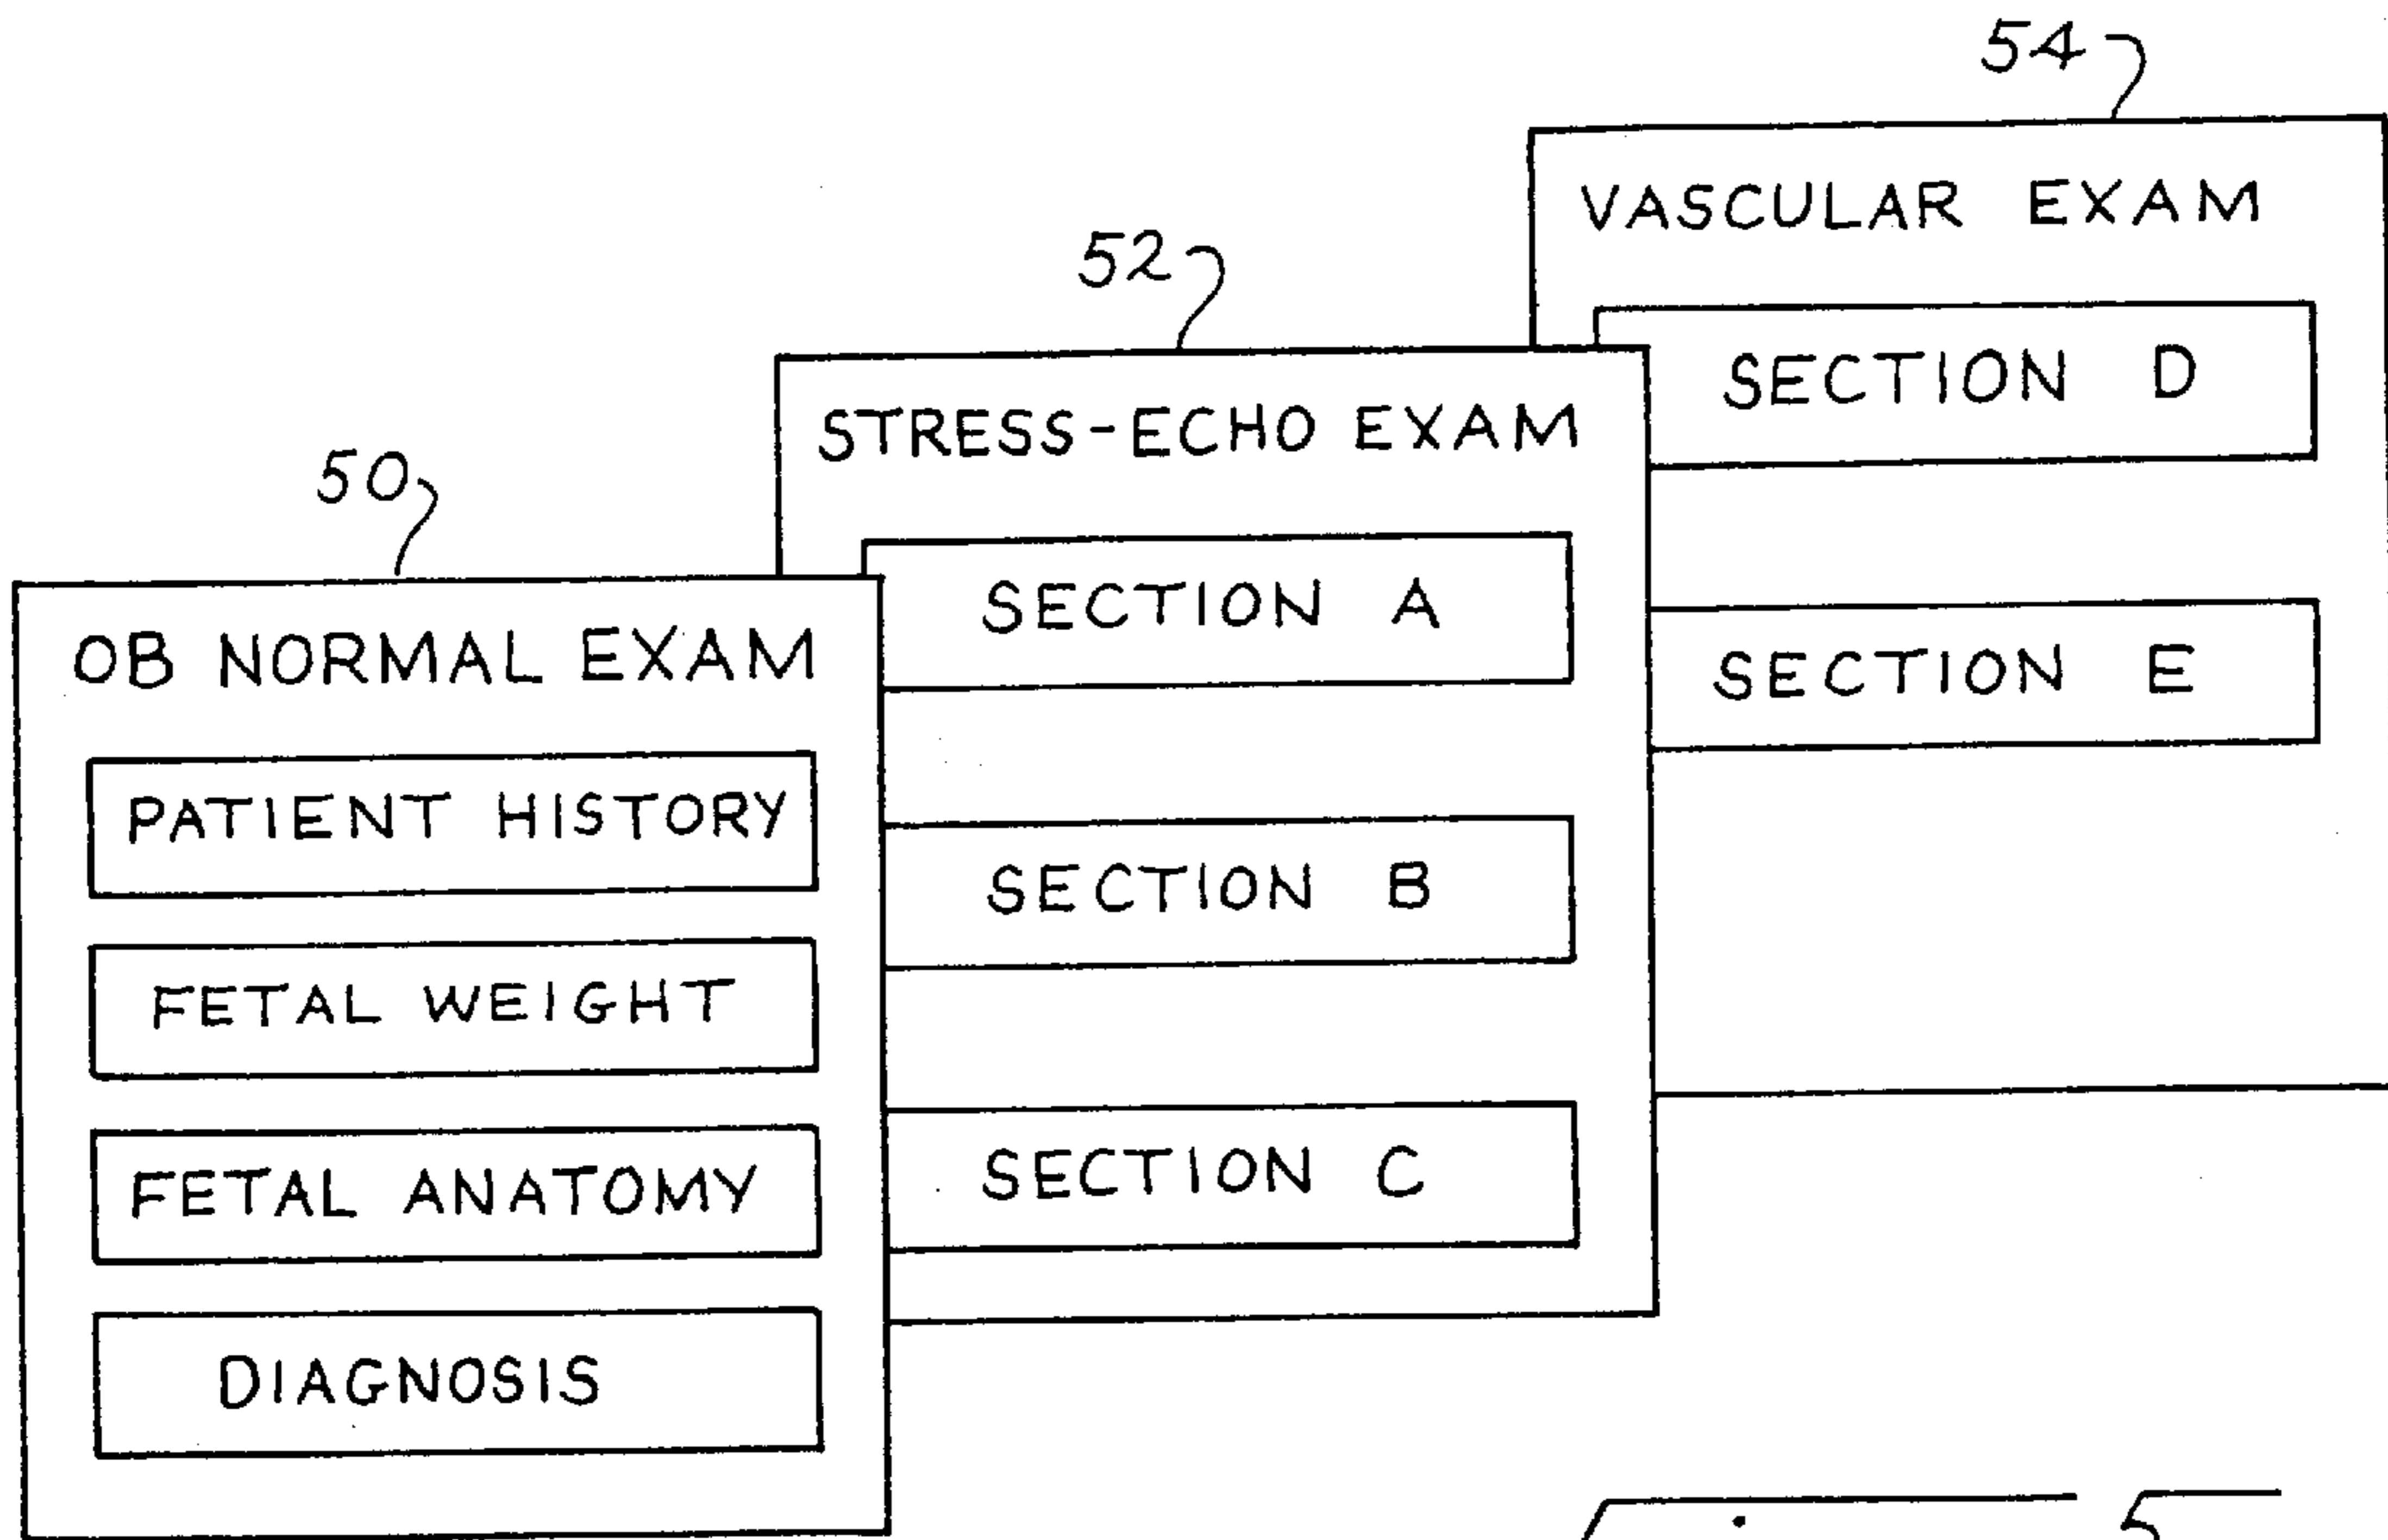 54
VASCULAR EXAM
SECTION D
SECTION E
52
STRESS-ECHO EXAM
SECTION A
SECTION B
SECTION C
50
OB NORMAL EXAM
PATIENT HISTORY
FETAL WEIGHT
FETAL ANATOMY
DIAGNOSIS